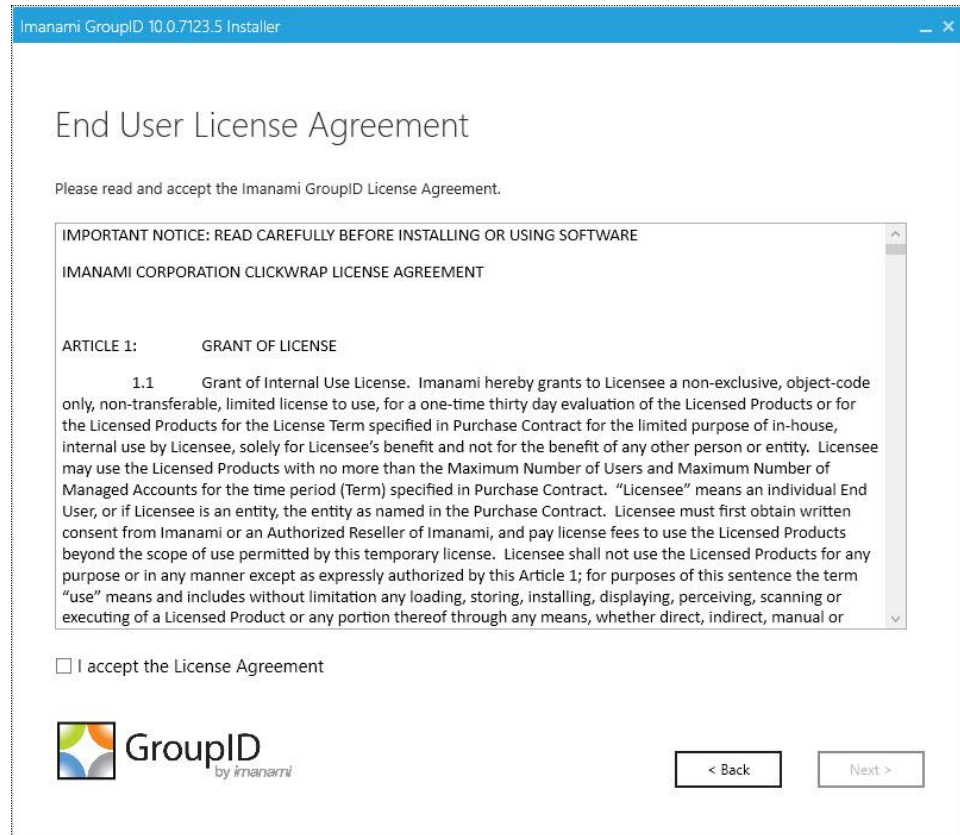 Imanami GroupID 10.0.7123.5 Installer
End User License Agreement
Please read and accept the Imanami GroupID License Agreement.
IMPORTANT NOTICE: READ CAREFULLY BEFORE INSTALLING OR USING SOFTWARE
IMANAMI CORPORATION CLICKWRAP LICENSE AGREEMENT
ARTICLE 1: GRANT OF LICENSE
1.1 Grant of Internal Use License. Imanami hereby grants to Licensee a non-exclusive, object-code
only, non-transferable, limited license to use, for a one-time thirty day evaluation of the Licensed Products or for
the Licensed Products for the License Term specified in Purchase Contract for the limited purpose of in-house,
internal use by Licensee, solely for Licensee’s benefit and not for the benefit of any other person or entity. Licensee
may use the Licensed Products with no more than the Maximum Number of Users and Maximum Number of
Managed Accounts for the time period (Term) specified in Purchase Contract. “Licensee” means an individual End
User, or if Licensee is an entity, the entity as named in the Purchase Contract. Licensee must first obtain written
consent from Imanami or an Authorized Reseller of Imanami, and pay license fees to use the Licensed Products
beyond the scope of use permitted by this temporary license. Licensee shall not use the Licensed Products for any
purpose or in any manner except as expressly authorized by this Article 1; for purposes of this sentence the term
“use” means and includes without limitation any loading, storing, installing, displaying, perceiving, scanning or
executing of a Licensed Product or any portion thereof through any means, whether direct, indirect, manual or
I accept the License Agreement
GroupID
by imanami
< Back
Next >